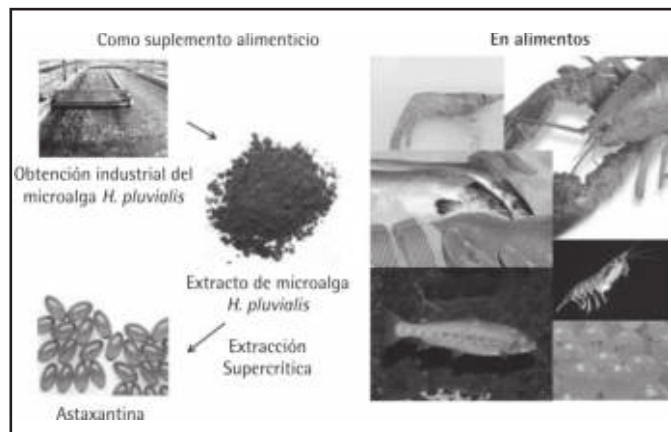 Como suplemento alimenticio
En alimentos
Obtención industrial del
microalga H. pluvialis
Extracto de microalga
H. pluvialis
Extracción
Supercrítica
Astaxantina